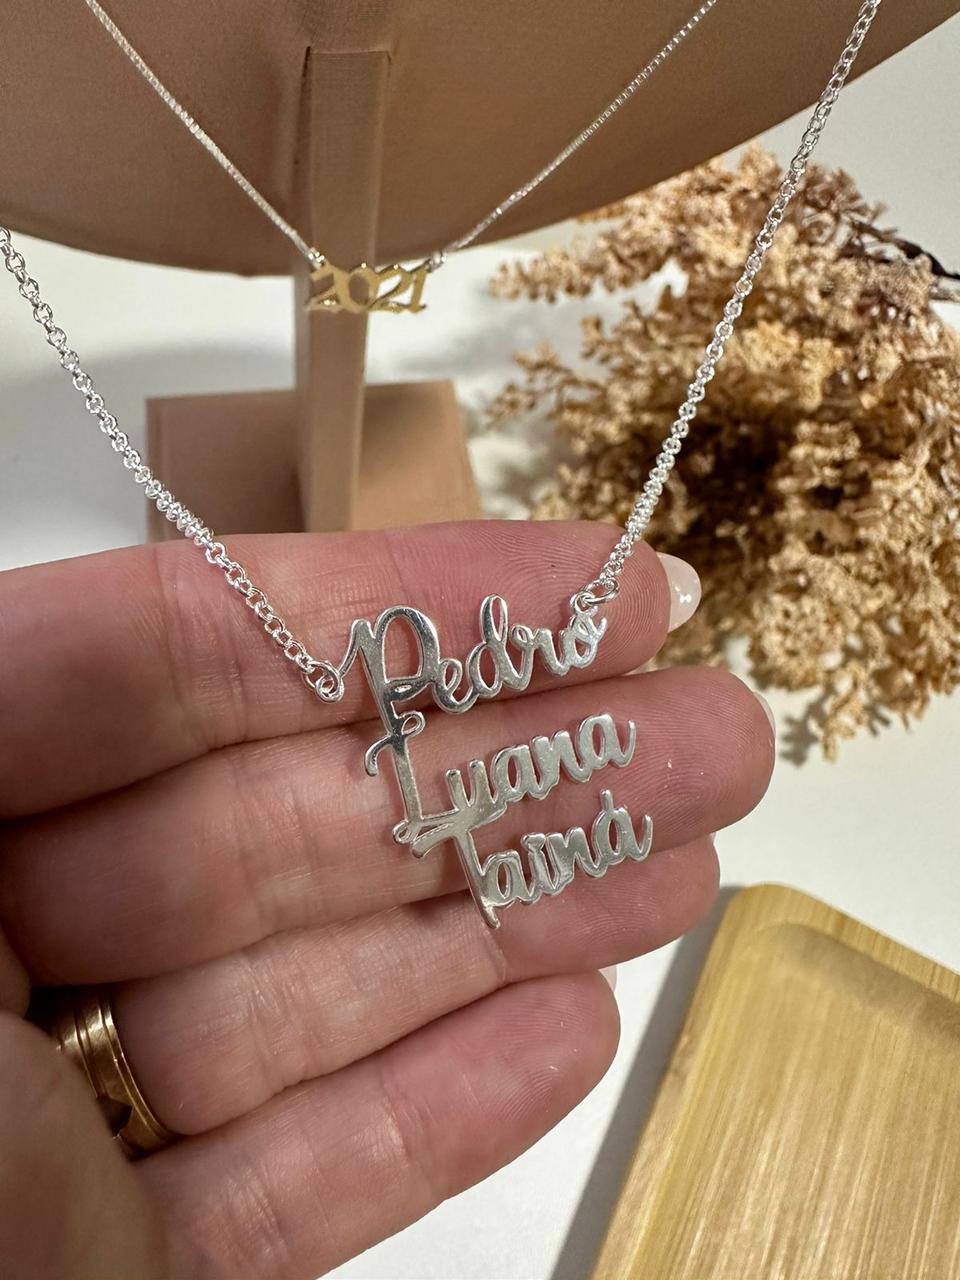 2021
Pedro
Luana
Tainá